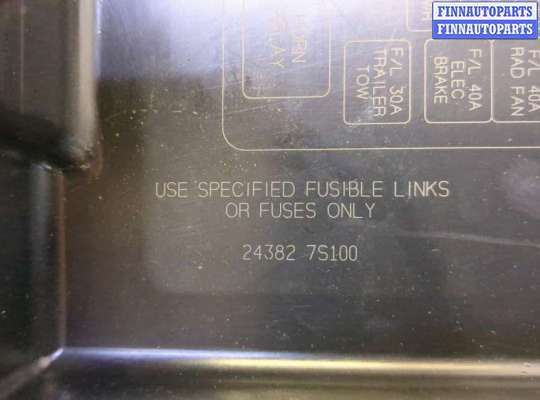 FINNAUTOPARTS
FINNAUTOPARTS
F/L 30A
TRAILER
TOW
F/L 40A
ELEC
BRAKE
F/L 40A
RAD FAN
USE SPECIFIED FUSIBLE LINKS
OR FUSES ONLY
24382 7S100